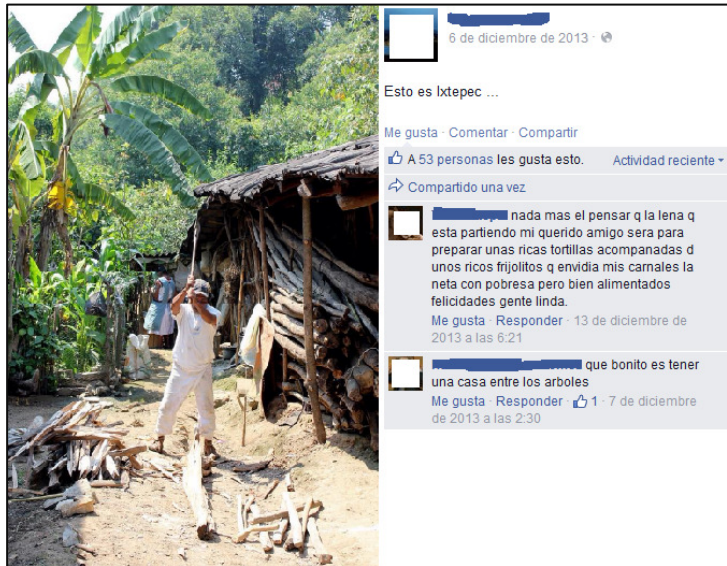 6 de diciembre de 2013 ·
Esto es Ixtepec ...
Me gusta · Comentar · Compartir
A 53 personas les gusta esto.
Actividad reciente
Compartido una vez
nada mas el pensar q la lena q
esta partiendo mi querido amigo sera para
preparar unas ricas tortillas acompanadas d
unos ricos frijolitos q envidia mis carnales la
neta con pobresa pero bien alimentados
felicidades gente linda.
Me gusta · Responder · 13 de diciembre de
2013 a las 6:21
que bonito es tener
una casa entre los arboles
Me gusta · Responder · 1 · 7 de diciembre
de 2013 a las 2:30